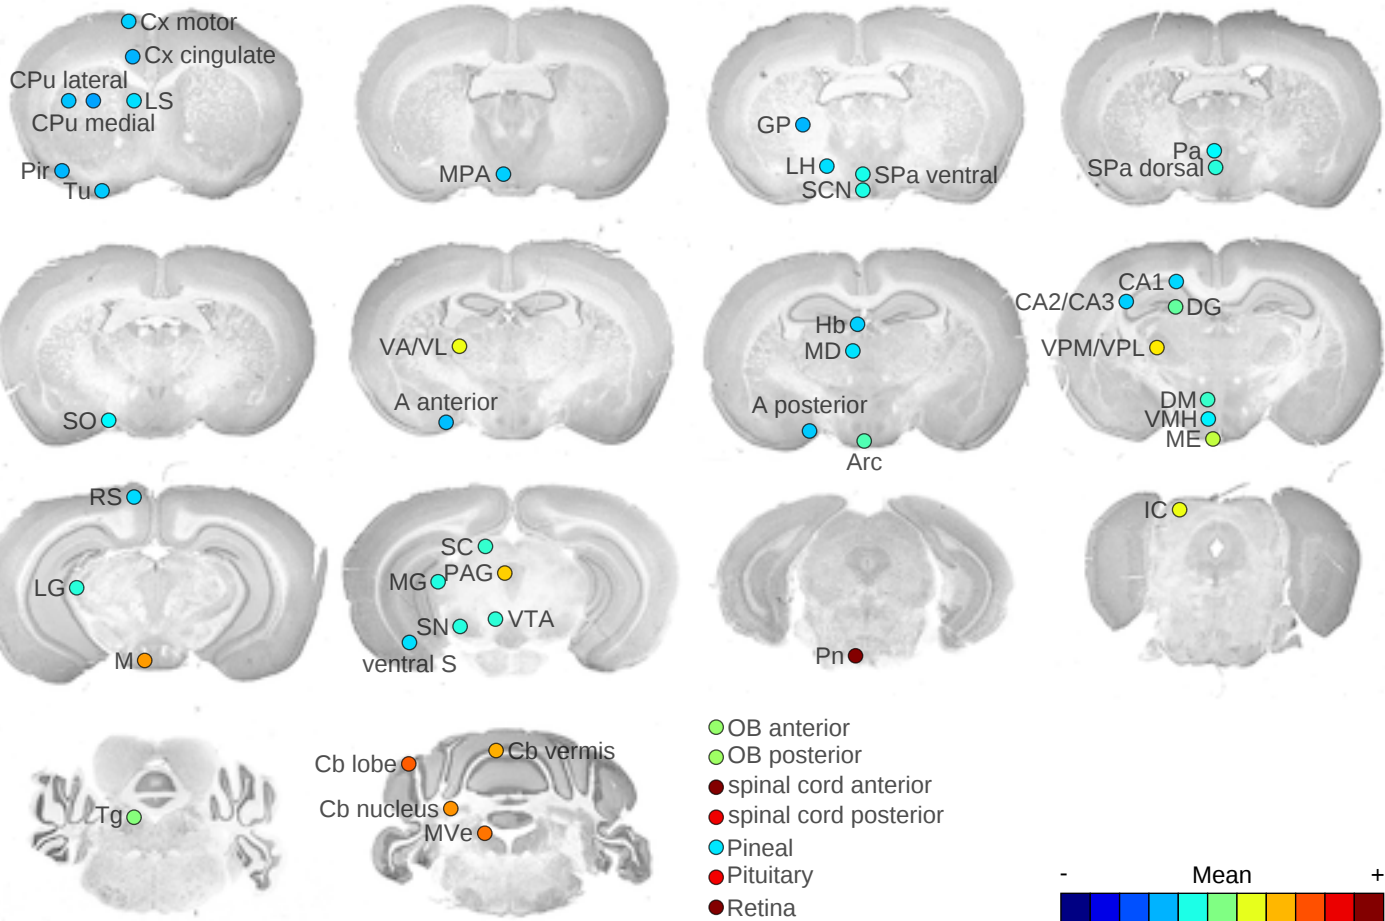 Cx motor
Cx cingulate
CPu lateral
LS
CPu medial
Pir
Tu
MPA
GP
LH
SPa ventral
SCN
Pa
SPa dorsal
SO
VA/VL
A anterior
Hb
MD
A posterior
Arc
CA1
CA2/CA3
DG
VPM/VPL
DM
VMH
ME
RS
LG
M
SC
MG
PAG
SN
VTA
ventral S
Pn
IC
Tg
Cb lobe
Cb vermis
Cb nucleus
MVe
OB anterior
OB posterior
spinal cord anterior
spinal cord posterior
Pineal
Pituitary
Retina
- Mean +